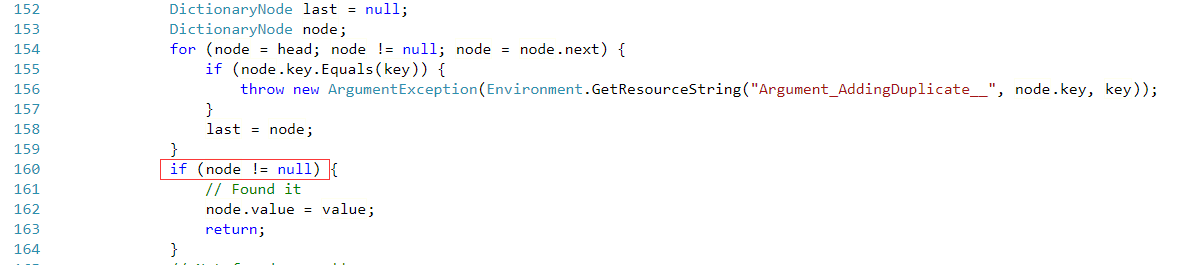 152 DictionaryNode last = null;
153 DictionaryNode node;
154 for (node = head; node != null; node = node.next) {
155 if (node.key.Equals(key)) {
156 throw new ArgumentException(Environment.GetResourceString("Argument_AddingDuplicate__", node.key, key));
157 }
158 last = node;
159 }
160 if (node != null) {
161 // Found it
162 node.value = value;
163 return;
164 }